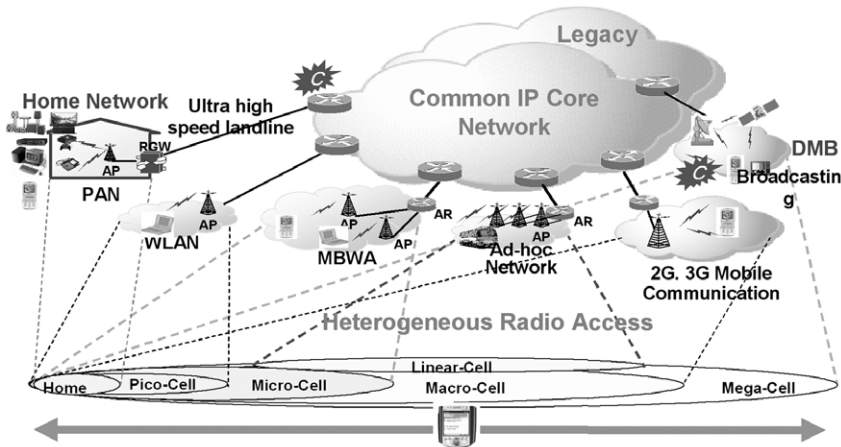 Legacy
C
Common IP Core
Network
Home Network
Ultra high
speed landline
RGW
AP
PAN
DMB
C
Broadcastin
g
AP
WLAN
AP
AR
AP
MBWA
AP
AR
Ad-hoc
Network
2G. 3G Mobile
Communication
Heterogeneous Radio Access
Linear-Cell
Home
Pico-Cell
Micro-Cell
Macro-Cell
Mega-Cell